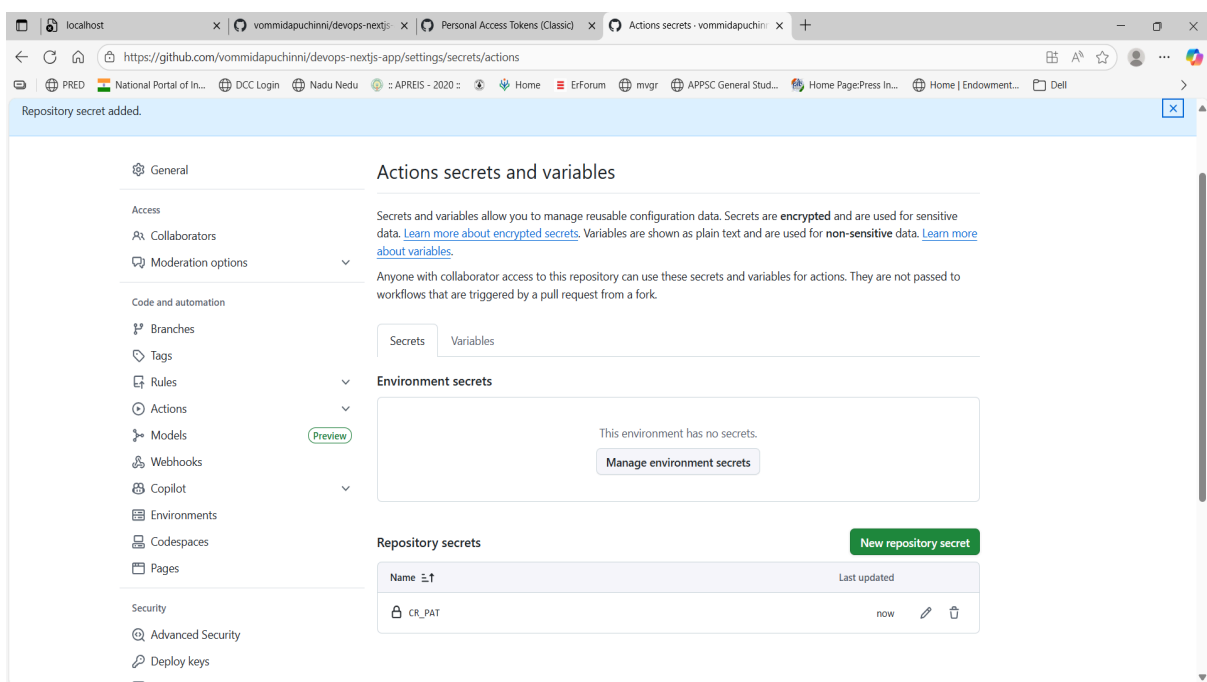 localhost
vommidapuchinni/devops-nextjs-
Personal Access Tokens (Classic)
Actions secrets · vommidapuchinn
https://github.com/vommidapuchinni/devops-nextjs-app/settings/secrets/actions
PRED
National Portal of In...
DCC Login
Nadu Nedu
:: APREIS - 2020 ::
Home
ErForum
mvgr
APPSC General Stud...
Home Page:Press In...
Home | Endowment...
Dell
Repository secret added.
General
Access
Collaborators
Moderation options
Code and automation
Branches
Tags
Rules
Actions
Models
Preview
Webhooks
Copilot
Environments
Codespaces
Pages
Security
Advanced Security
Deploy keys
Actions secrets and variables
Secrets and variables allow you to manage reusable configuration data. Secrets are encrypted and are used for sensitive
data. Learn more about encrypted secrets. Variables are shown as plain text and are used for non-sensitive data. Learn more
about variables.
Anyone with collaborator access to this repository can use these secrets and variables for actions. They are not passed to
workflows that are triggered by a pull request from a fork.
Secrets
Variables
Environment secrets
This environment has no secrets.
Manage environment secrets
Repository secrets
New repository secret
Name
Last updated
CR_PAT
now